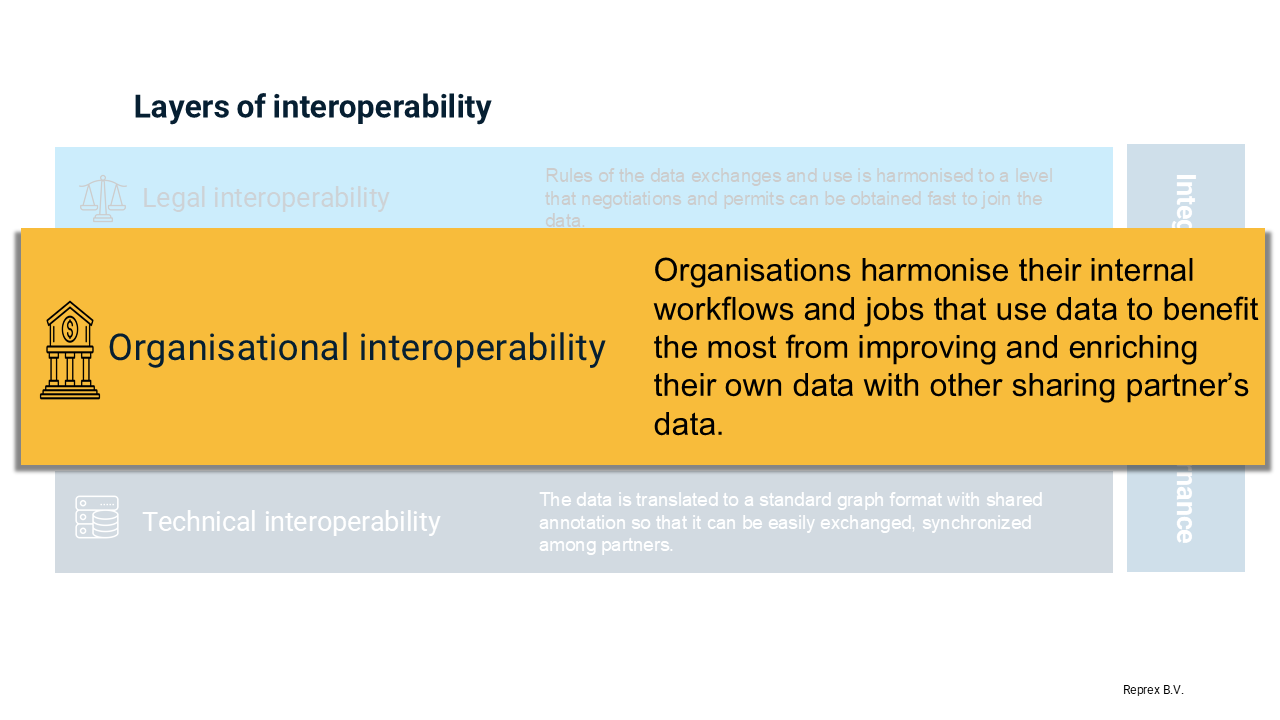 Layers of interoperability
Legal interoperability
Rules of the data exchanges and use is harmonised to a level
that negotiations and permits can be obtained fast to join the
data.
Organisational interoperability
Organisations harmonise their internal
workflows and jobs that use data to benefit
the most from improving and enriching
their own data with other sharing partner’s
data.
Technical interoperability
The data is translated to a standard graph format with shared
annotation so that it can be easily exchanged, synchronized
among partners.
Reprex B.V.